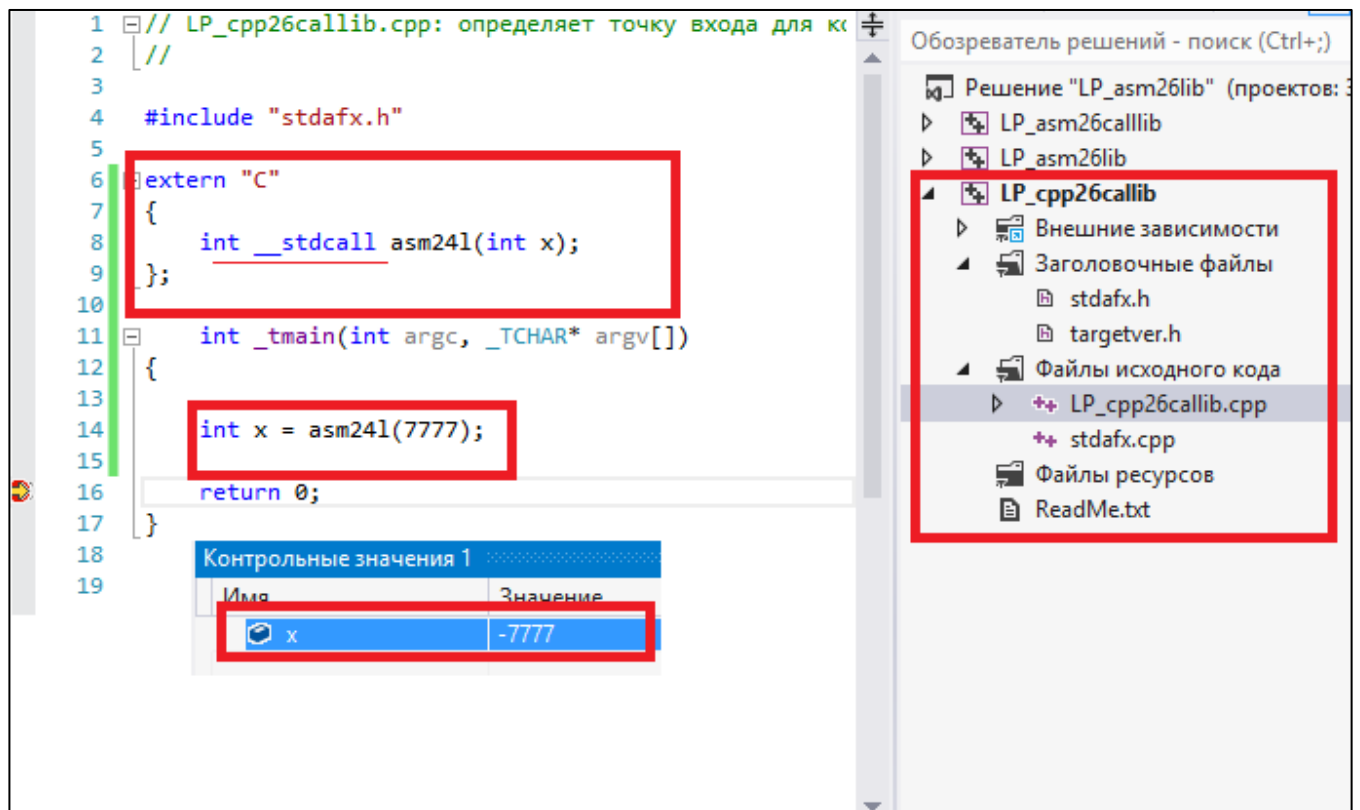 1 // LP_cpp26callib.cpp: определяет точку входа для кс
2 //
3
4 #include "stdafx.h"
5
6 extern "C"
7 {
8 int __stdcall asm24l(int x);
9 };
10
11 int _tmain(int argc, _TCHAR* argv[])
12 {
13
14 int x = asm24l(7777);
15
16 return 0;
17 }
18
19
Контрольные значения 1
Имя Значение
x -7777
Обозреватель решений - поиск (Ctrl+;)
Решение "LP_asm26lib" (проектов: 3
LP_asm26calllib
LP_asm26lib
LP_cpp26callib
Внешние зависимости
Заголовочные файлы
stdafx.h
targetver.h
Файлы исходного кода
LP_cpp26callib.cpp
stdafx.cpp
Файлы ресурсов
ReadMe.txt